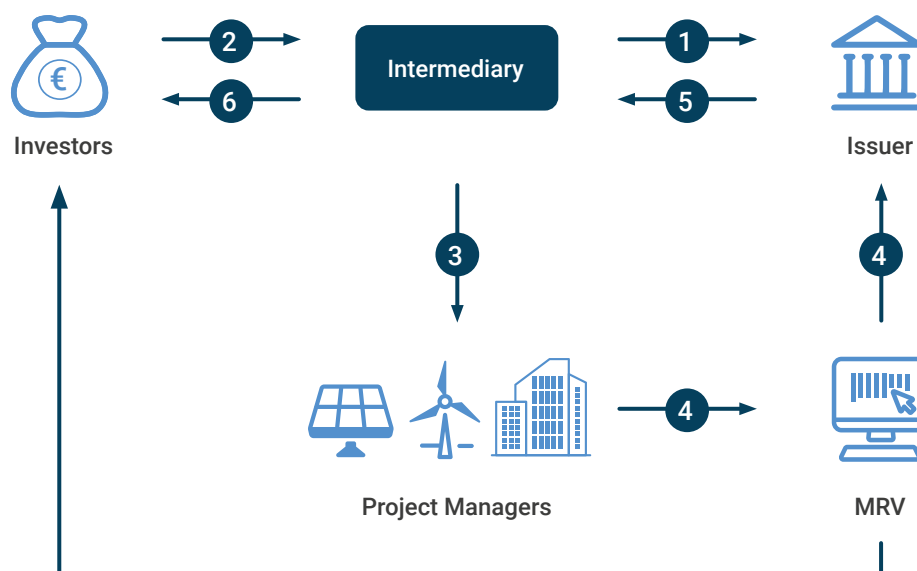 2
1
Intermediary
€
6
5
Investors
Issuer
3
4
4
Project Managers
MRV